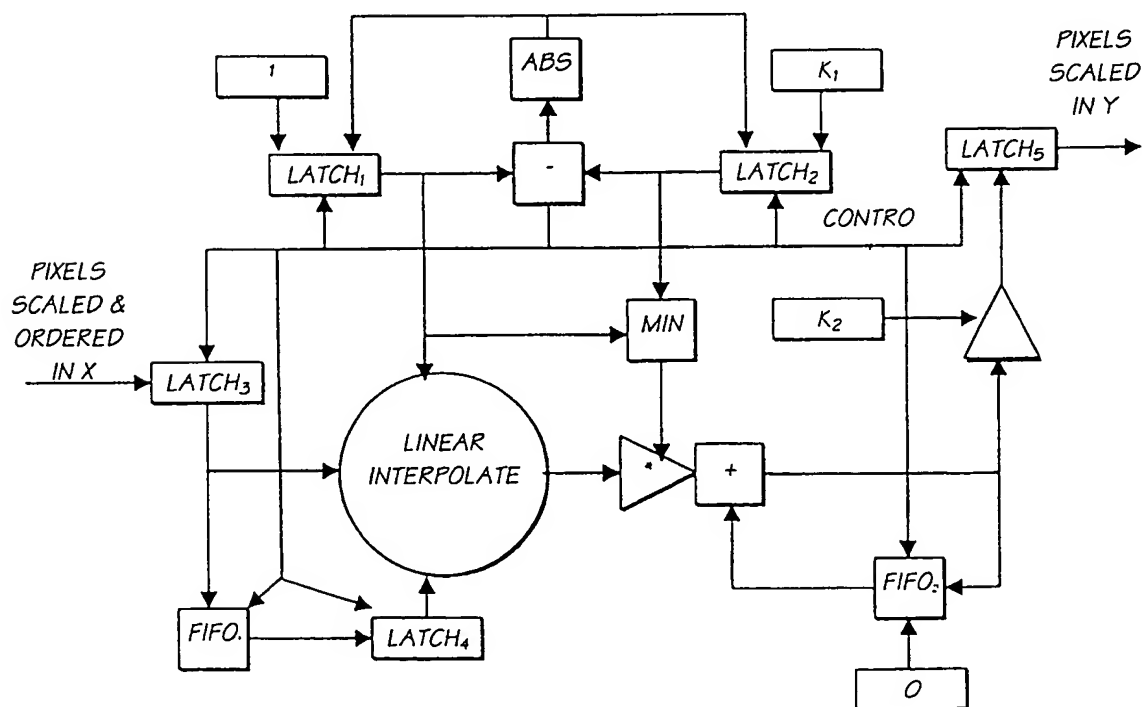 ABS
1
K₁
PIXELS
SCALED
IN Y
LATCH₁
-
LATCH₂
LATCH₅
CONTRO
PIXELS
SCALED &
ORDERED
IN X
MIN
K₂
LATCH₃
LINEAR
INTERPOLATE
*
+
FIFO.
LATCH₄
FIFO₂
0